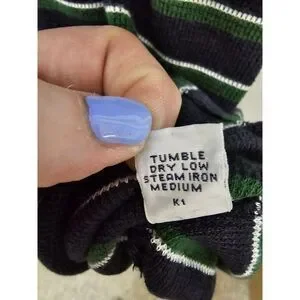 TUMBLE
DRY LOW
STEAM IRON
MEDIUM
K1